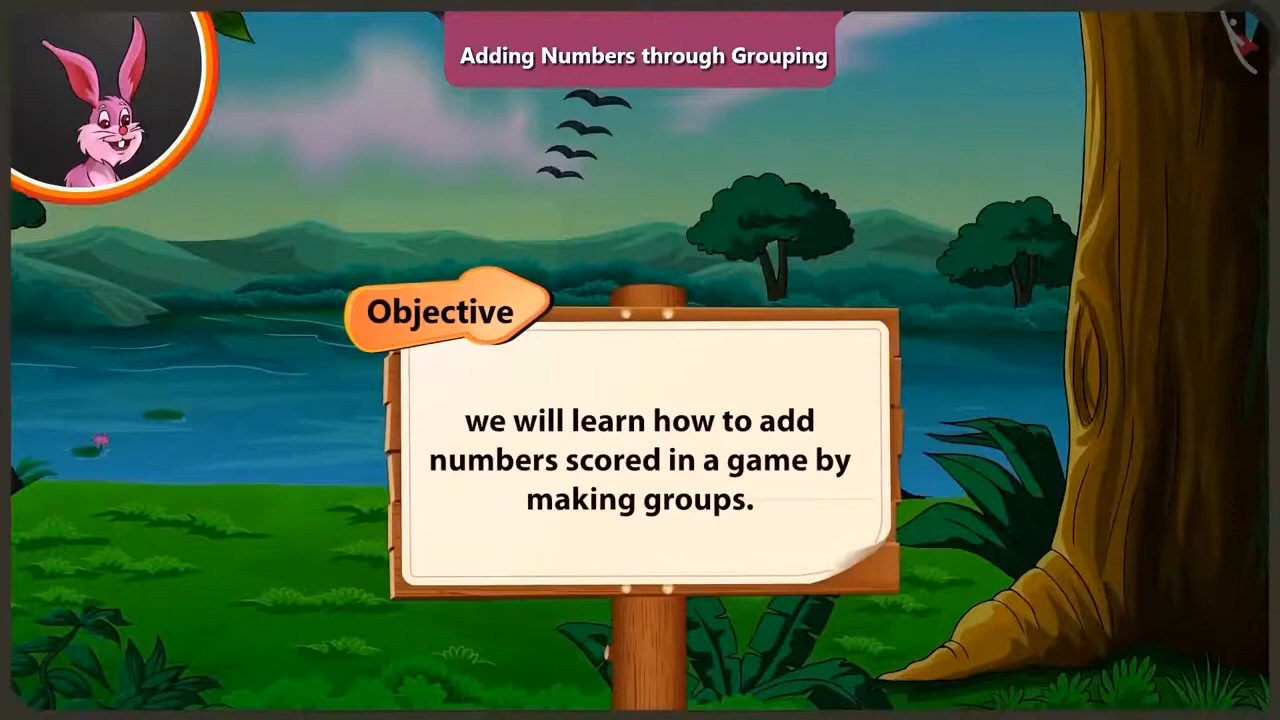 Adding Numbers through Grouping
Objective
we will learn how to add
numbers scored in a game by
making groups.